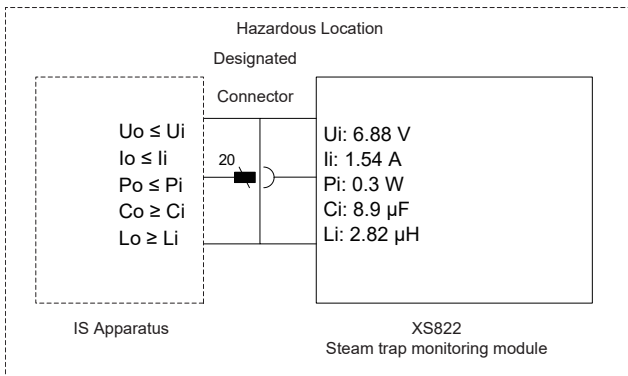 Hazardous Location
Designated
Connector
Uo ≤ Ui
Io ≤ Ii
Po ≤ Pi
Co ≥ Ci
Lo ≥ Li
20
Ui: 6.88 V
Ii: 1.54 A
Pi: 0.3 W
Ci: 8.9 µF
Li: 2.82 µH
IS Apparatus
XS822
Steam trap monitoring module